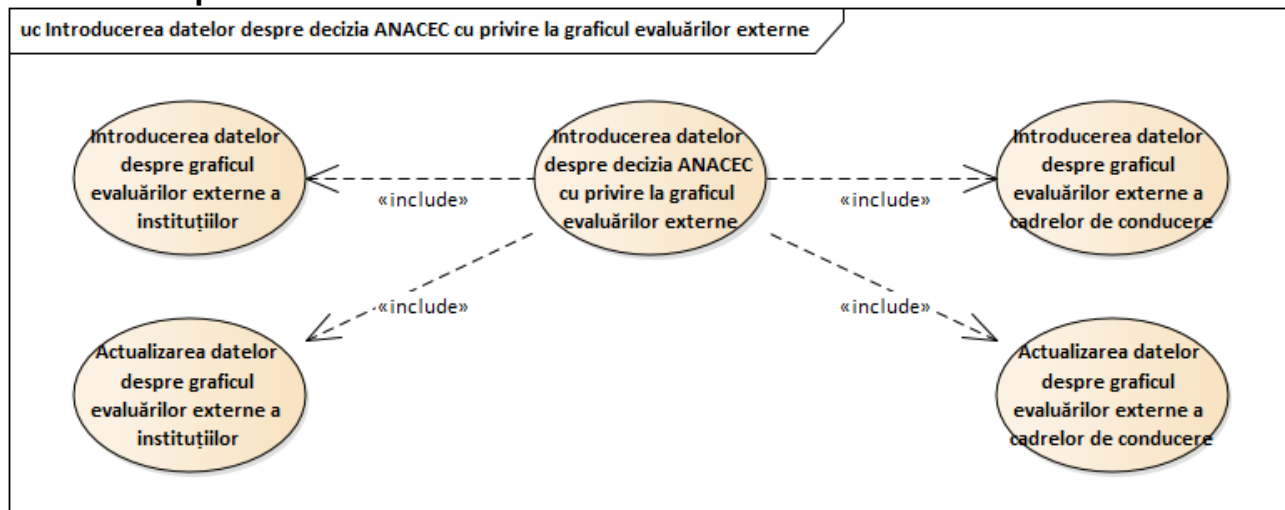 uc Introducerea datelor despre decizia ANACEC cu privire la graficul evaluărilor externe
Introducerea datelor
despre graficul
evaluărilor externe a
instituțiilor
«include»
Introducerea datelor
despre decizia ANACEC
cu privire la graficul
evaluărilor externe
«include»
Introducerea datelor
despre graficul
evaluărilor externe a
cadrelor de conducere
«include»
«include»
Actualizarea datelor
despre graficul
evaluărilor externe a
instituțiilor
Actualizarea datelor
despre graficul
evaluărilor externe a
cadrelor de conducere